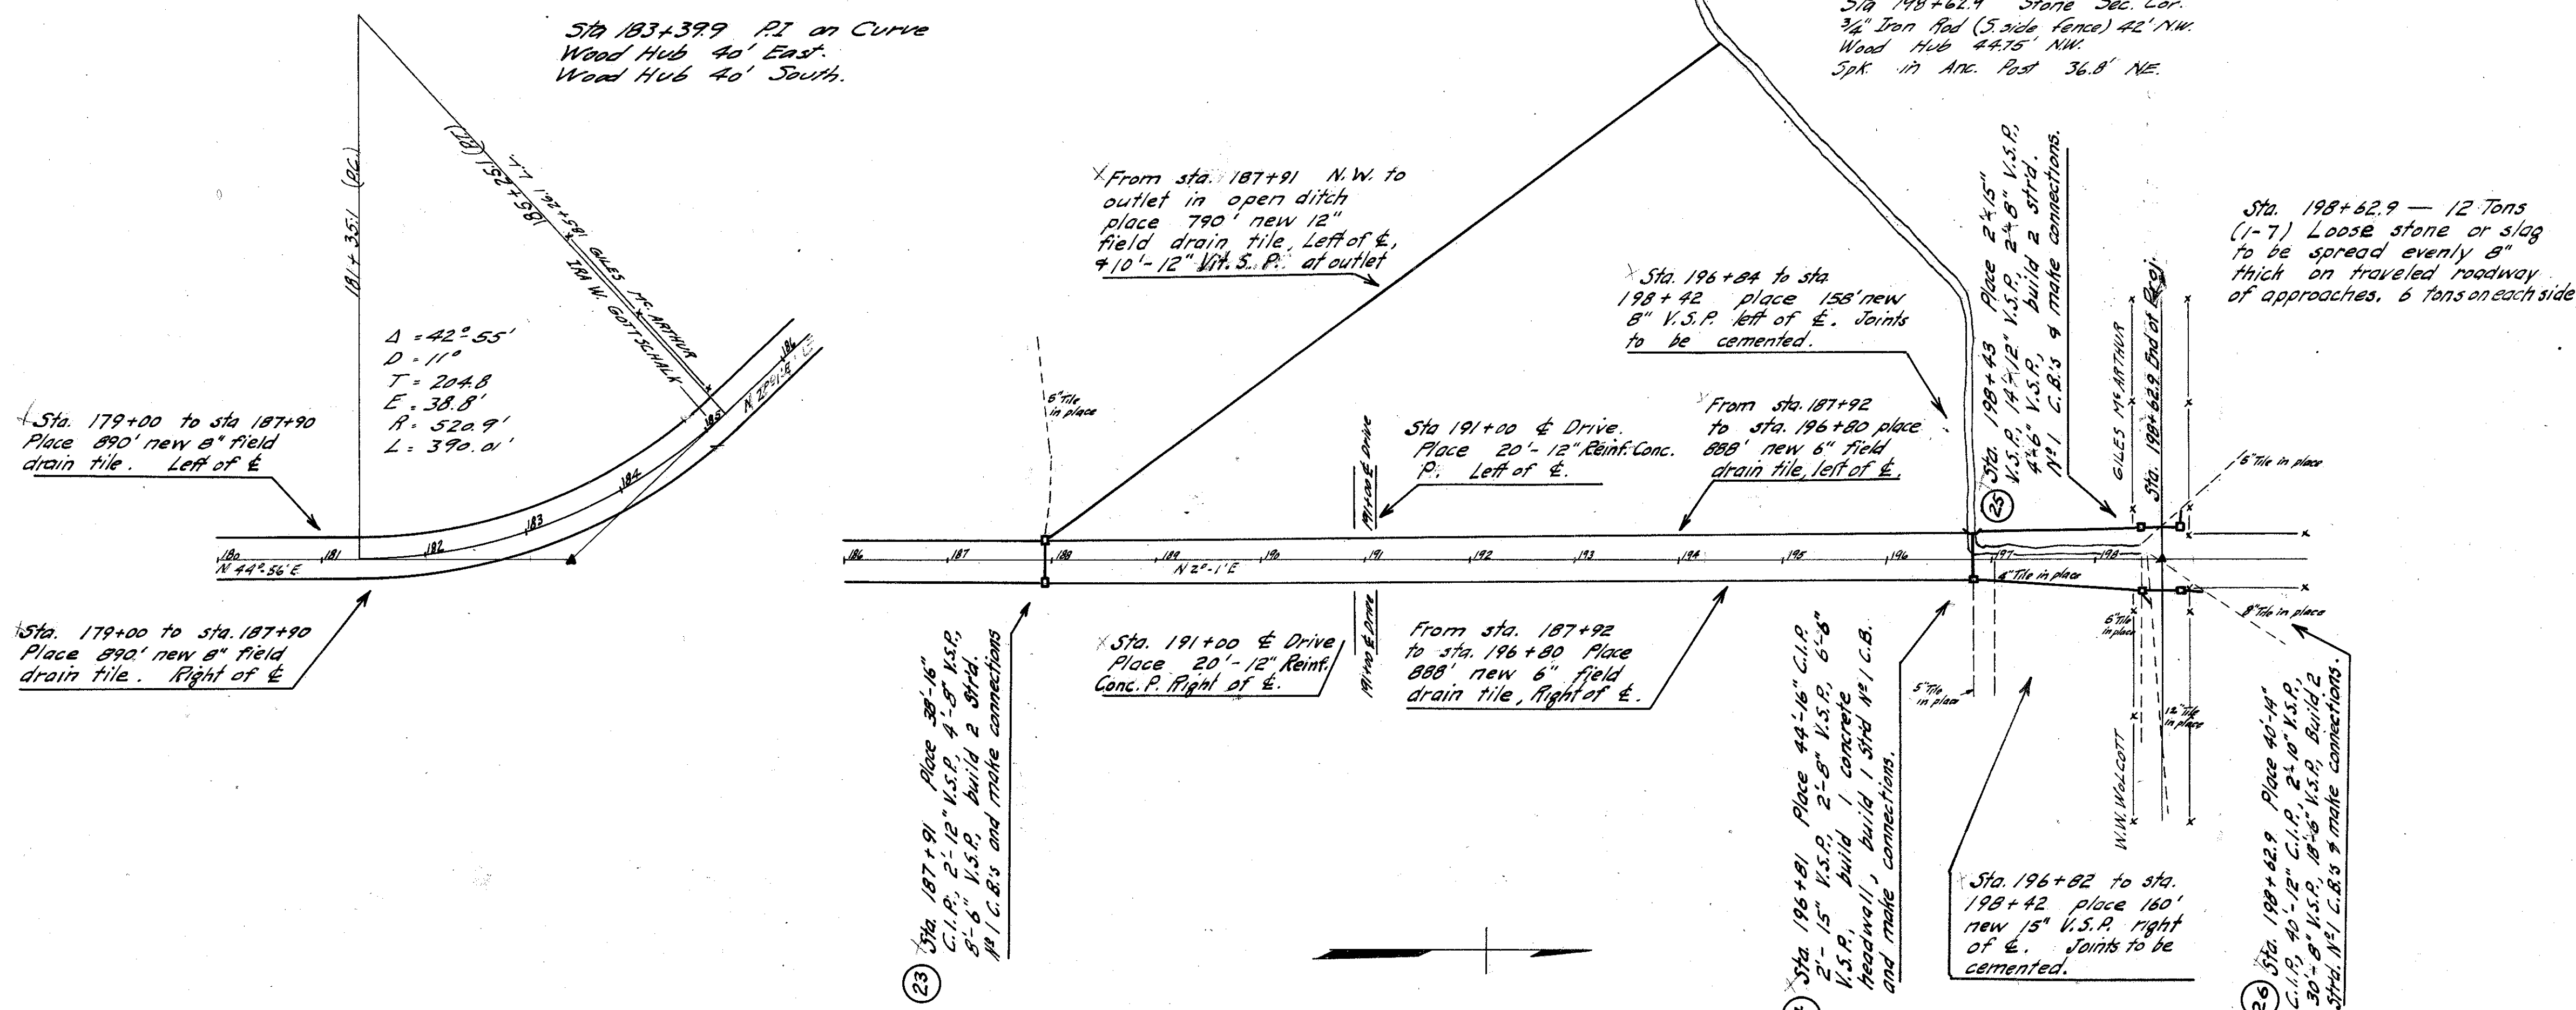 Sta 183+39.9 P.I on Curve
Wood Hub 40' East.
Wood Hub 40' South.
Sta 198+62.9 Stone Sec. Cor.
3/4" Iron Rod (S. side fence) 42' N.W.
Wood Hub 44.75' N.W.
Spk. in Anc. Post 36.8' NE.
181+35.1 (P.C.)
185+25.1 (P.T.)
185+26.1 L.L.
GILES Mc.ARTHUR
IRA W. GOTTSCHALK
Δ = 42°-55'
D = 11°
T = 204.8
E = 38.8'
R = 520.9'
L = 390.01'
Sta. 179+00 to sta 187+90
Place 890' new 8" field
drain tile. Left of ℄
Sta. 179+00 to sta. 187+90
Place 890' new 8" field
drain tile. Right of ℄
180 181 182 183 184 185 186
N 44°-56' E
N 2°-1' E
From sta. 187+91 N.W. to
outlet in open ditch
place 790' new 12"
field drain tile, Left of ℄,
& 10'-12" Vit. S. P. at outlet
6" Tile
in place
Sta 191+00 ℄ Drive.
Place 20'-12" Reinf. Conc.
P. Left of ℄.
191+00 ℄ Drive
From sta. 187+92
to sta. 196+80 place
888' new 6" field
drain tile, left of ℄.
Sta. 196+84 to sta
198+42 place 158' new
8" V.S.P. left of ℄. Joints
to be cemented.
25
Sta. 198+43 Place 2'-15"
V.S.P., 14'-12" V.S.P., 2'-8" V.S.P.,
4'-6" V.S.P., build 2 str'd.
Nº 1 C.B.'s & make connections.
GILES McARTHUR
Sta. 198+62.9 End of Proj.
Sta. 198+62.9 — 12 Tons
(1-7) Loose stone or slag
to be spread evenly 8"
thick on traveled roadway
of approaches. 6 tons on each side
Tile in place
186 187 188 189 190 191 192 193 194 195 196 197 198
N 2°-1' E
4" Tile in place
8" Tile in place
6" Tile
in place
12" Tile
in place
5" Tile
in place
W.W. WOLCOTT
23
Sta. 187+91 Place 38'-16"
C.I.P., 2'-12" V.S.P., 4'-8" V.S.P.,
8'-6" V.S.P., build 2 Str'd.
Nº 1 C.B.'s and make connections
Sta. 191+00 ℄ Drive
Place 20'-12" Reinf.
Conc. P. Right of ℄.
191+00 ℄ Drive
From sta. 187+92
to sta. 196+80 Place
888' new 6" field
drain tile, Right of ℄.
Sta. 196+81 Place 44'-16" C.I.P.
2'-15" V.S.P., 2'-8" V.S.P., 6'-6"
V.S.P., build 1 concrete
headwall, build 1 Str'd Nº 1 C.B.
and make connections.
Sta. 196+82 to sta.
198+42 place 160'
new 15" V.S.P. right
of ℄. Joints to be
cemented.
26
Sta. 198+62.9 Place 40'-14"
C.I.P., 40'-12" C.I.P., 2'-10" V.S.P.,
30'-8" V.S.P., 18'-6" V.S.P., Build 2
Str'd. Nº 1 C.B.'s & make connections.